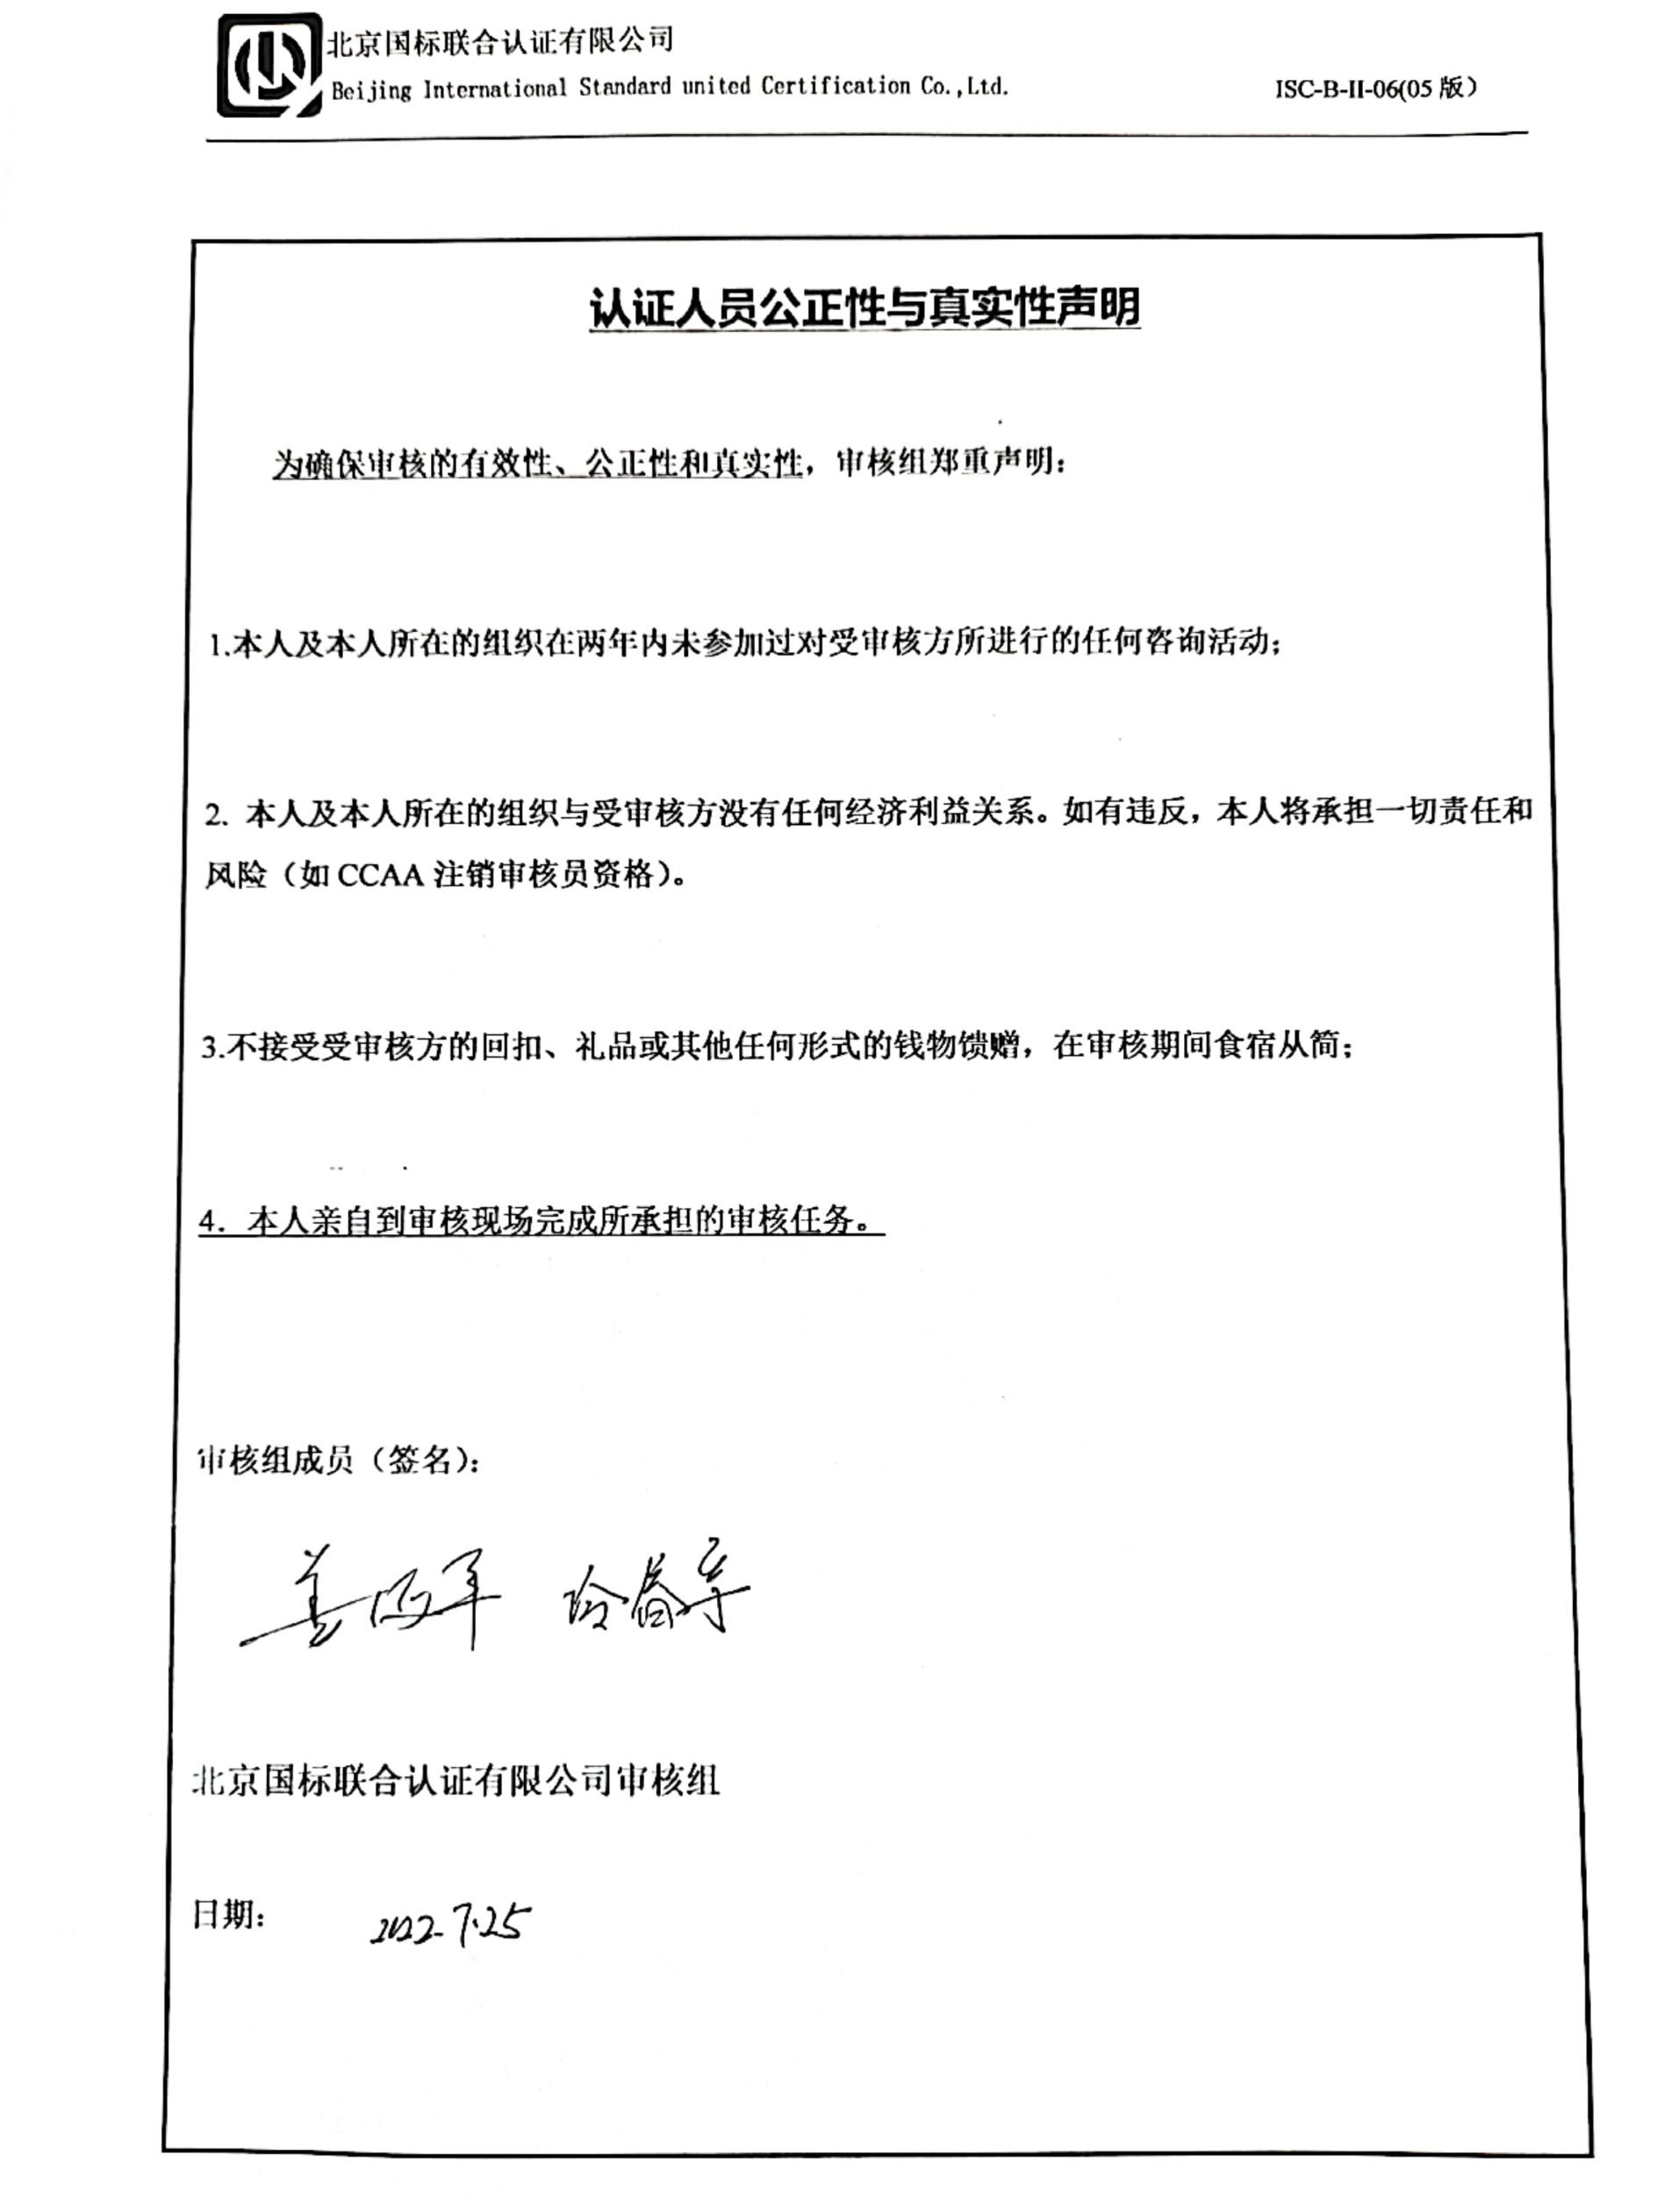 北京国标联合认证有限公司
Beijing International Standard united Certification Co.,Ltd.
ISC-B-II-06(05 版）
认证人员公正性与真实性声明
为确保审核的有效性、公正性和真实性，审核组郑重声明：
1.本人及本人所在的组织在两年内未参加过对受审核方所进行的任何咨询活动；
2. 本人及本人所在的组织与受审核方没有任何经济利益关系。如有违反，本人将承担一切责任和
风险（如 CCAA 注销审核员资格）。
3.不接受受审核方的回扣、礼品或其他任何形式的钱物馈赠，在审核期间食宿从简；
4. 本人亲自到审核现场完成所承担的审核任务。
审核组成员（签名）：
北京国标联合认证有限公司审核组
日期： 2022.7.25